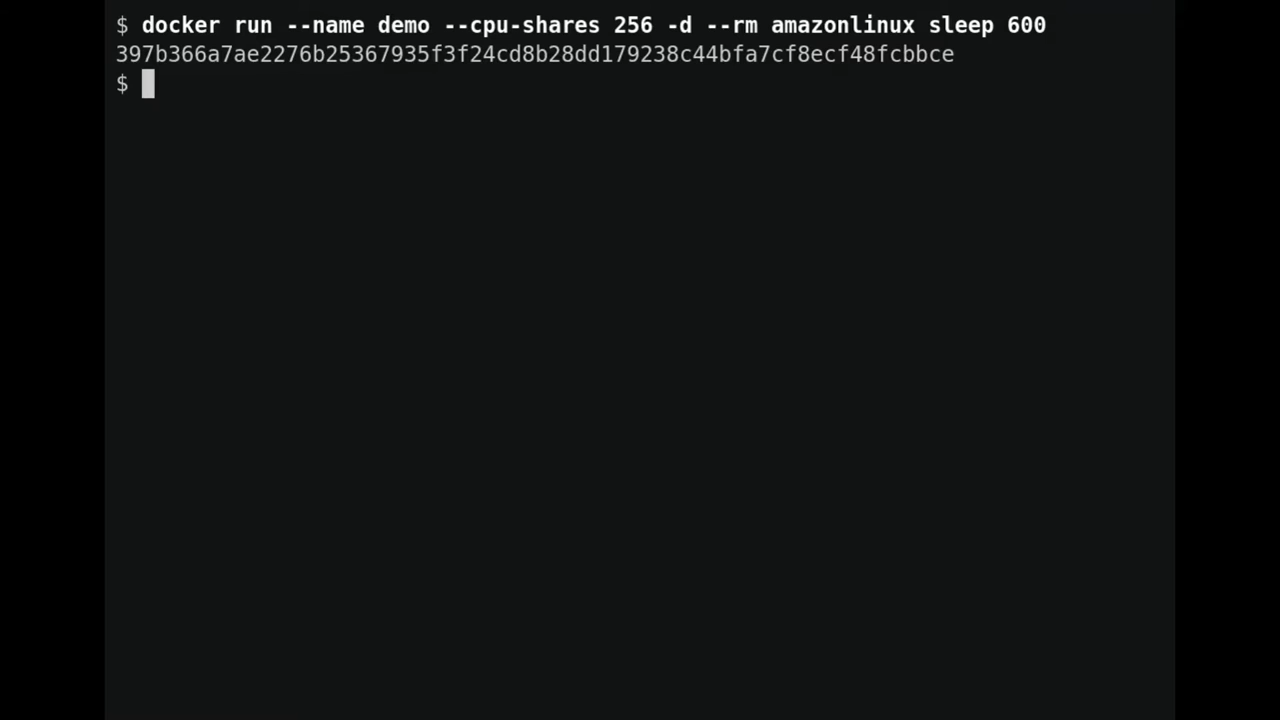 $ docker run --name demo --cpu-shares 256 -d --rm amazonlinux sleep 600
397b366a7ae2276b25367935f3f24cd8b28dd179238c44bfa7cf8ecf48fcbbce
$